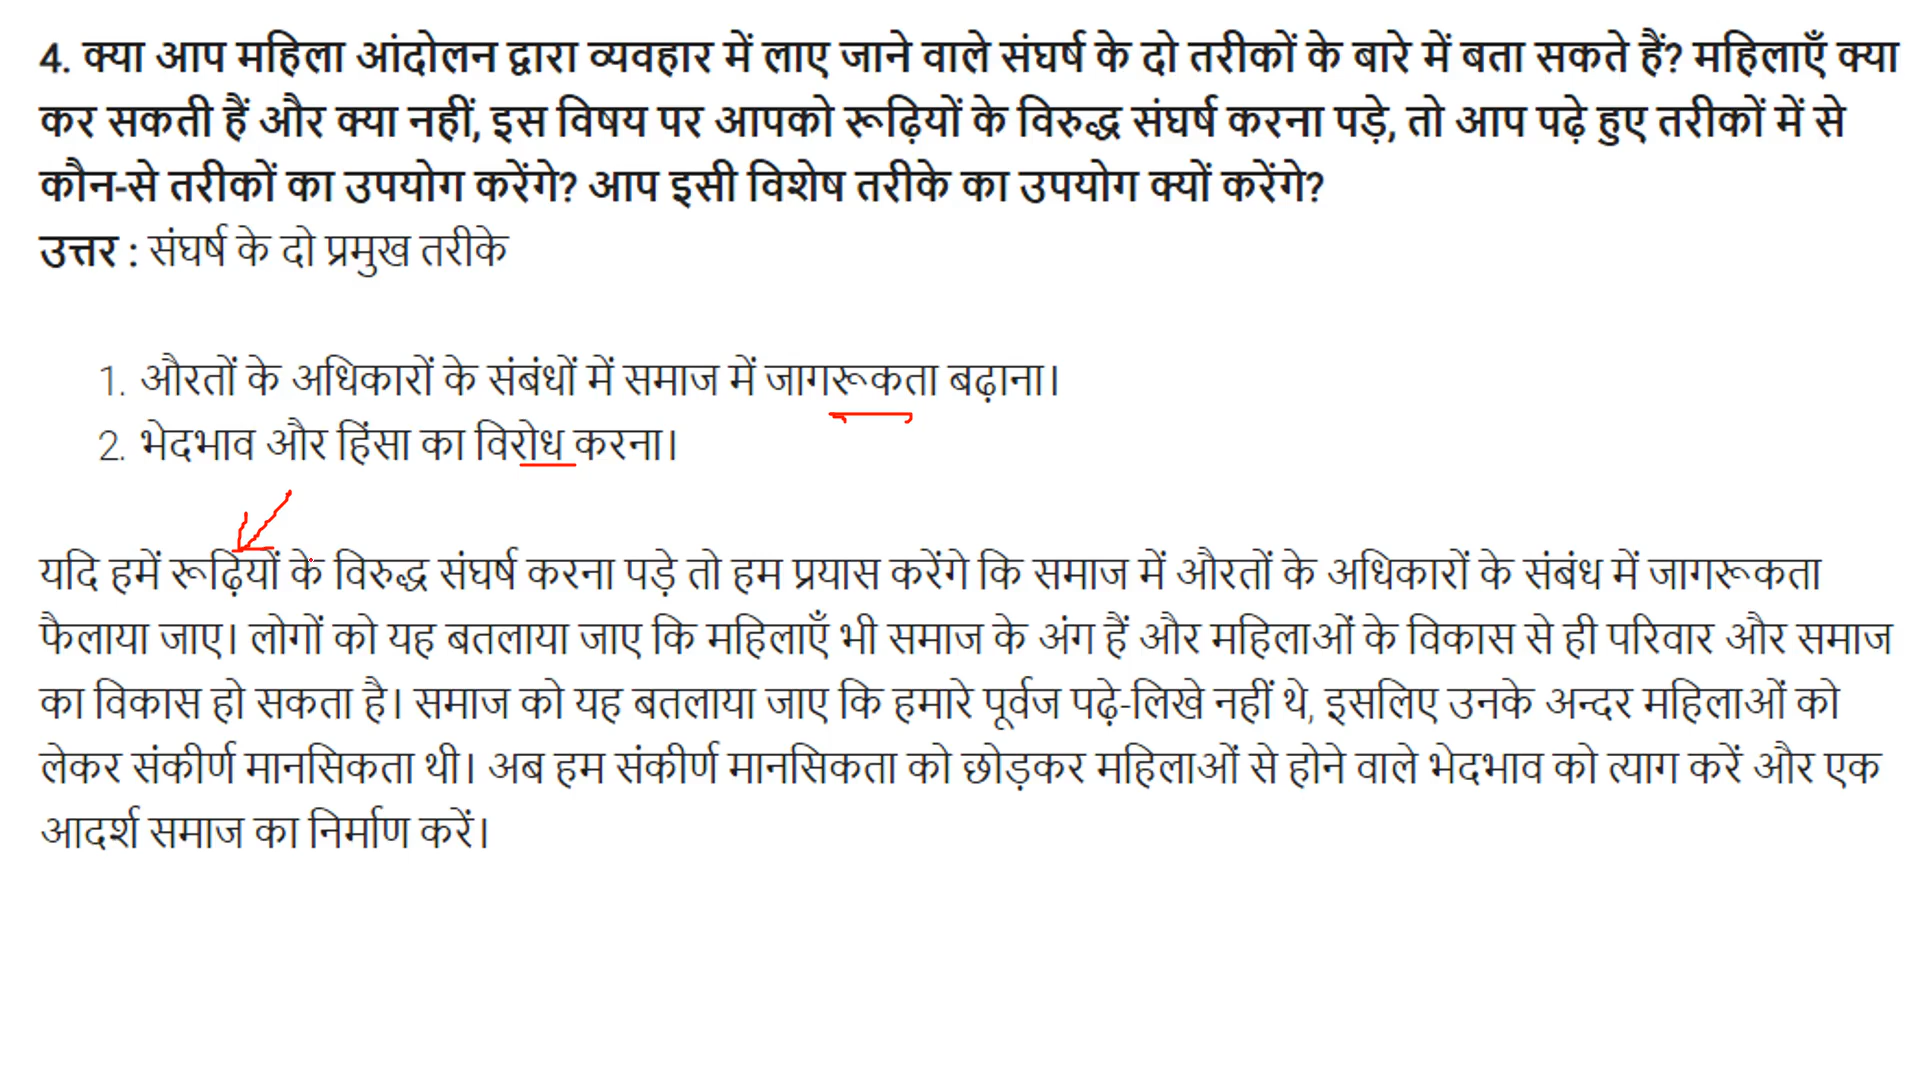 4. क्या आप महिला आंदोलन द्वारा व्यवहार में लाए जाने वाले संघर्ष के दो तरीकों के बारे में बता सकते हैं? महिलाएँ क्या
कर सकती हैं और क्या नहीं, इस विषय पर आपको रूढ़ियों के विरुद्ध संघर्ष करना पड़े, तो आप पढ़े हुए तरीकों में से
कौन-से तरीकों का उपयोग करेंगे? आप इसी विशेष तरीके का उपयोग क्यों करेंगे?
उत्तर : संघर्ष के दो प्रमुख तरीके
1. औरतों के अधिकारों के संबंधों में समाज में जागरूकता बढ़ाना।
2. भेदभाव और हिंसा का विरोध करना।
यदि हमें रूढ़ियों के विरुद्ध संघर्ष करना पड़े तो हम प्रयास करेंगे कि समाज में औरतों के अधिकारों के संबंध में जागरूकता
फैलाया जाए। लोगों को यह बतलाया जाए कि महिलाएँ भी समाज के अंग हैं और महिलाओं के विकास से ही परिवार और समाज
का विकास हो सकता है। समाज को यह बतलाया जाए कि हमारे पूर्वज पढ़े-लिखे नहीं थे, इसलिए उनके अन्दर महिलाओं को
लेकर संकीर्ण मानसिकता थी। अब हम संकीर्ण मानसिकता को छोड़कर महिलाओं से होने वाले भेदभाव को त्याग करें और एक
आदर्श समाज का निर्माण करें।